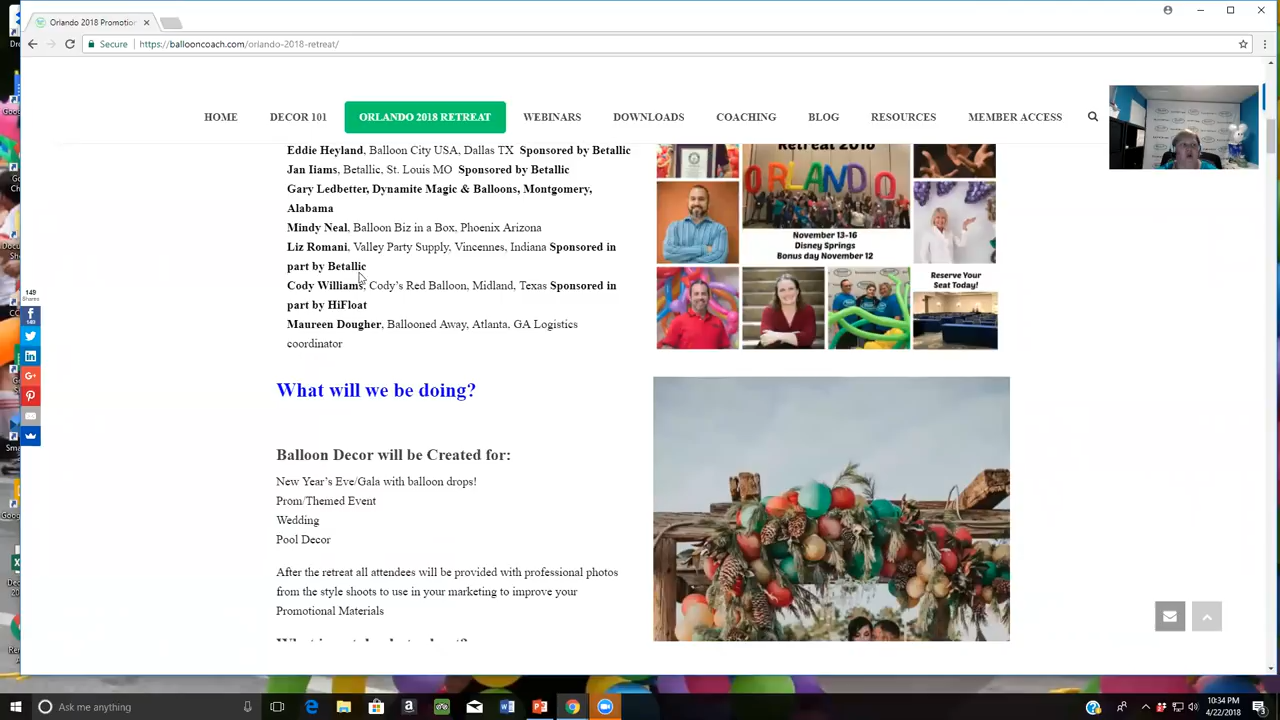 Orlando 2018 Promotion
Secure
https://ballooncoach.com/orlando-2018-retreat/
HOME
DECOR 101
ORLANDO 2018 RETREAT
WEBINARS
DOWNLOADS
COACHING
BLOG
RESOURCES
MEMBER ACCESS
Eddie Heyland, Balloon City USA, Dallas TX Sponsored by Betallic
Jan Iiams, Betallic, St. Louis MO Sponsored by Betallic
Gary Ledbetter, Dynamite Magic & Balloons, Montgomery,
Alabama
Mindy Neal, Balloon Biz in a Box, Phoenix Arizona
Liz Romani, Valley Party Supply, Vincennes, Indiana Sponsored in
part by Betallic
Cody Williams, Cody's Red Balloon, Midland, Texas Sponsored in
part by HiFloat
Maureen Dougher, Ballooned Away, Atlanta, GA Logistics
coordinator
Retreat 2018
ORLANDO
November 13-16
Disney Springs
Bonus day November 12
Reserve Your
Seat Today!
149
Shares
What will we be doing?
Balloon Decor will be Created for:
New Year's Eve/Gala with balloon drops!
Prom/Themed Event
Wedding
Pool Decor
After the retreat all attendees will be provided with professional photos
from the style shoots to use in your marketing to improve your
Promotional Materials
Ask me anything
10:34 PM
4/22/2018